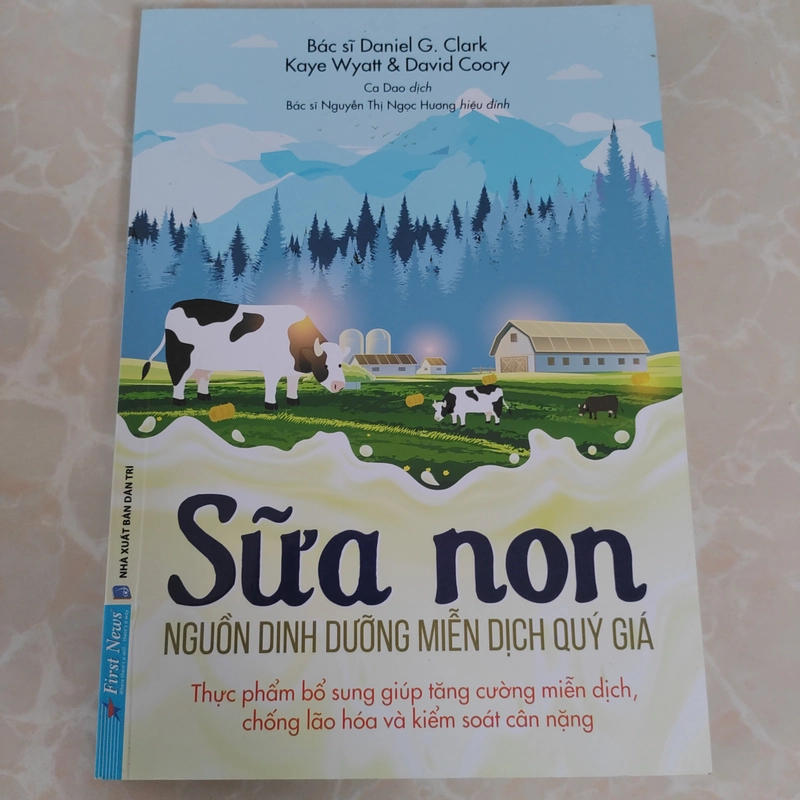 Bác sĩ Daniel G. Clark
Kaye Wyatt & David Coory
Ca Dao dịch
Bác sĩ Nguyễn Thị Ngọc Hương hiệu đính
Sữa non
NGUỒN DINH DƯỠNG MIỄN DỊCH QUÝ GIÁ
Thực phẩm bổ sung giúp tăng cường miễn dịch,
chống lão hóa và kiểm soát cân nặng
NHÀ XUẤT BẢN DÂN TRÍ
First News